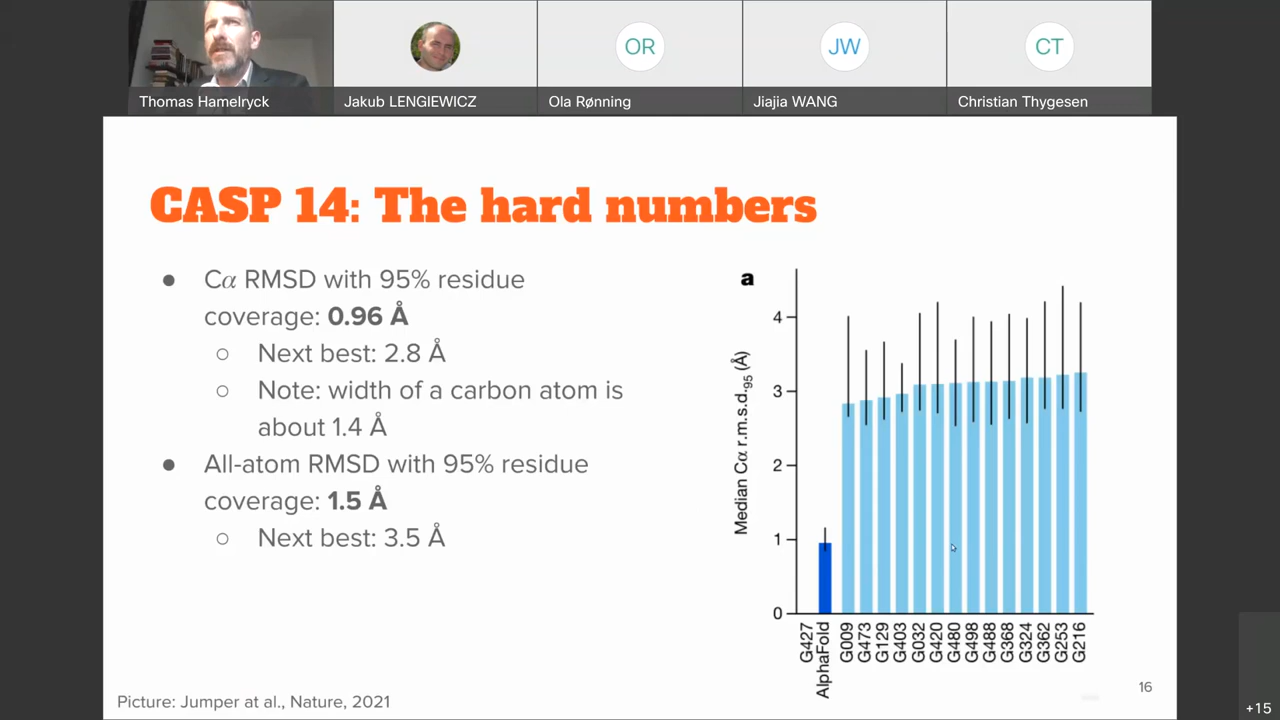 OR
JW
CT
Thomas Hamelryck
Jakub LENGIEWICZ
Ola Rønning
Jiajia WANG
Christian Thygesen
CASP 14: The hard numbers
● Cα RMSD with 95% residue
coverage: 0.96 Å
○ Next best: 2.8 Å
○ Note: width of a carbon atom is
about 1.4 Å
● All-atom RMSD with 95% residue
coverage: 1.5 Å
○ Next best: 3.5 Å
a
Median Cα r.m.s.d.95 (Å)
4
3
2
1
0
G427
AlphaFold
G009
G473
G129
G403
G032
G420
G480
G498
G488
G368
G324
G362
G253
G216
Picture: Jumper at al., Nature, 2021
16
+15